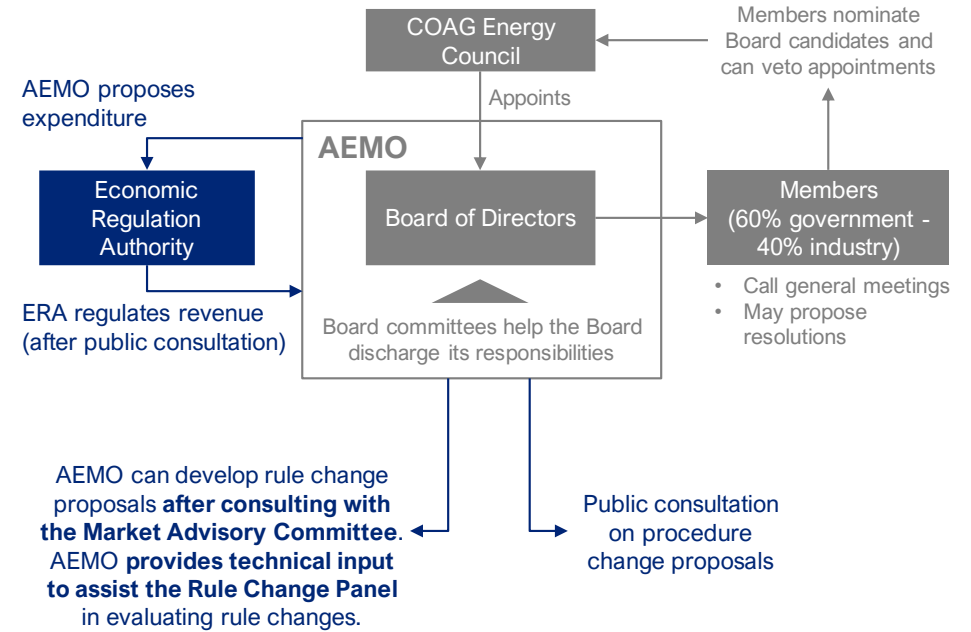 COAG Energy
Council
Members nominate
Board candidates and
can veto appointments
AEMO proposes
expenditure
Appoints
AEMO
Economic
Regulation
Authority
Board of Directors
Members
(60% government -
40% industry)
• Call general meetings
• May propose
resolutions
ERA regulates revenue
(after public consultation)
Board committees help the Board
discharge its responsibilities
AEMO can develop rule change
proposals after consulting with
the Market Advisory Committee.
AEMO provides technical input
to assist the Rule Change Panel
in evaluating rule changes.
Public consultation
on procedure
change proposals